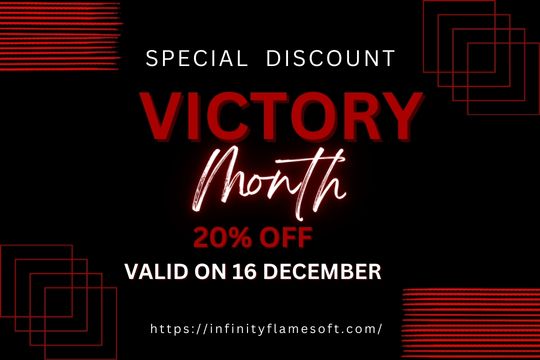 SPECIAL DISCOUNT
VICTORY
Month
20% OFF
VALID ON 16 DECEMBER
https://infinityflamesoft.com/